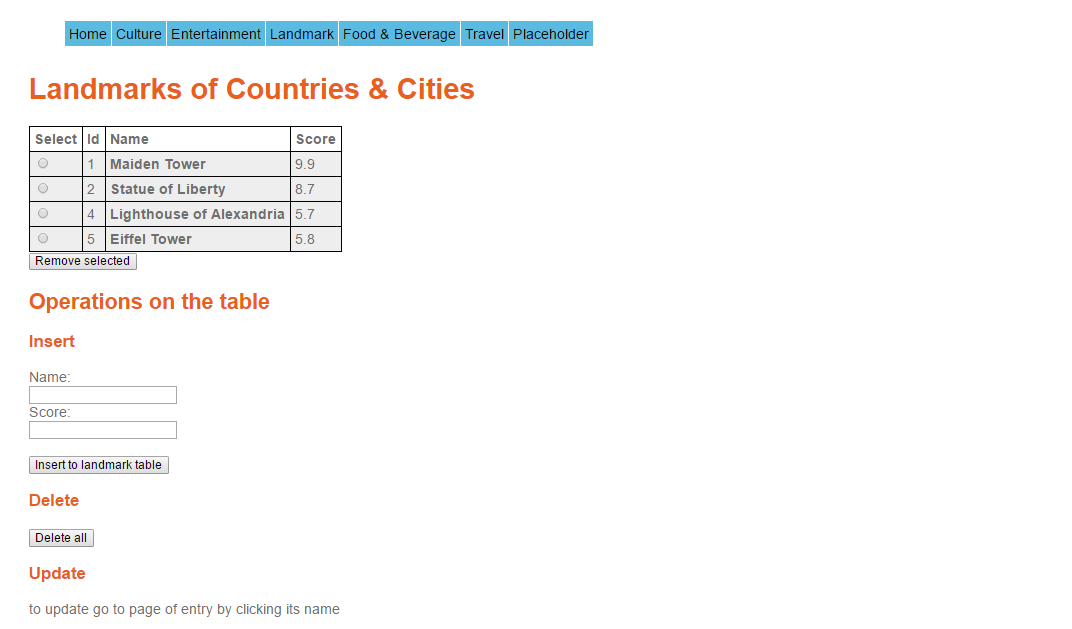 Home Culture Entertainment Landmark Food & Beverage Travel Placeholder
Landmarks of Countries & Cities
Select Id Name Score
1 Maiden Tower 9.9
2 Statue of Liberty 8.7
4 Lighthouse of Alexandria 5.7
5 Eiffel Tower 5.8
Remove selected
Operations on the table
Insert
Name:
Score:
Insert to landmark table
Delete
Delete all
Update
to update go to page of entry by clicking its name